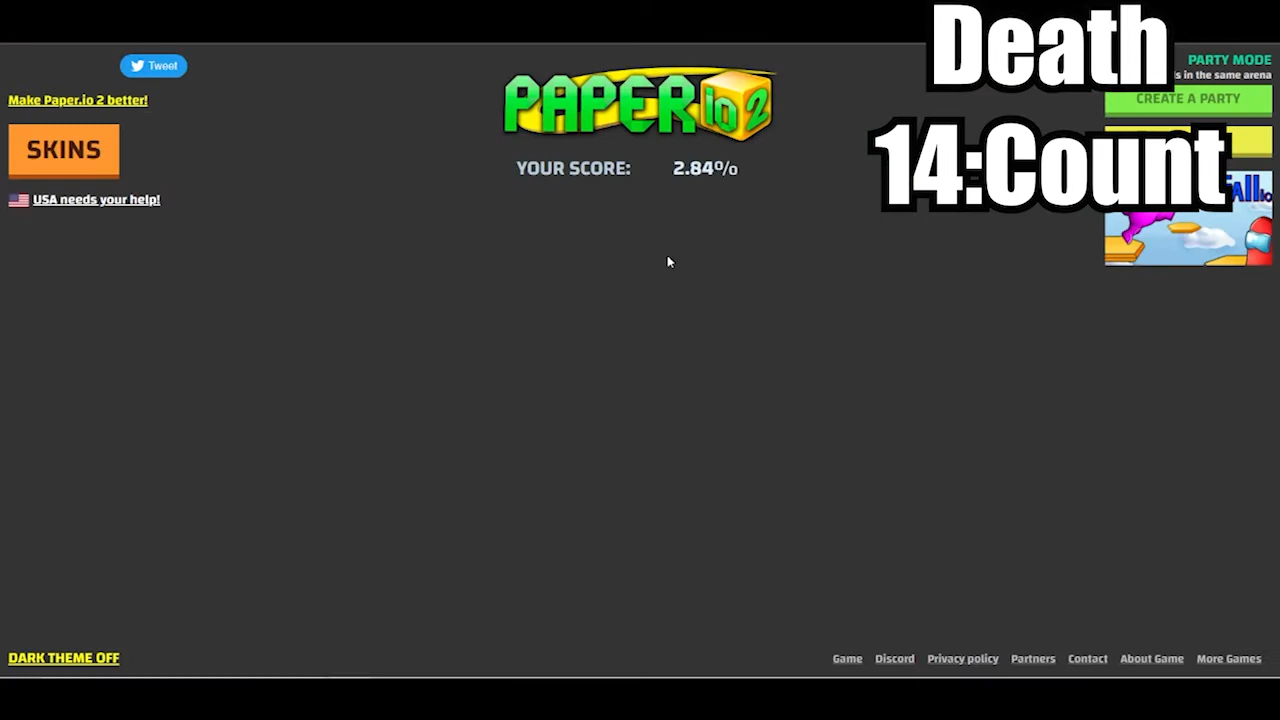 Death
14:Count
Tweet
PARTY MODE
s in the same arena
Make Paper.io 2 better!
CREATE A PARTY
PAPER io 2
SKINS
YOUR SCORE: 2.84%
USA needs your help!
All.io
DARK THEME OFF
Game Discord Privacy policy Partners Contact About Game More Games